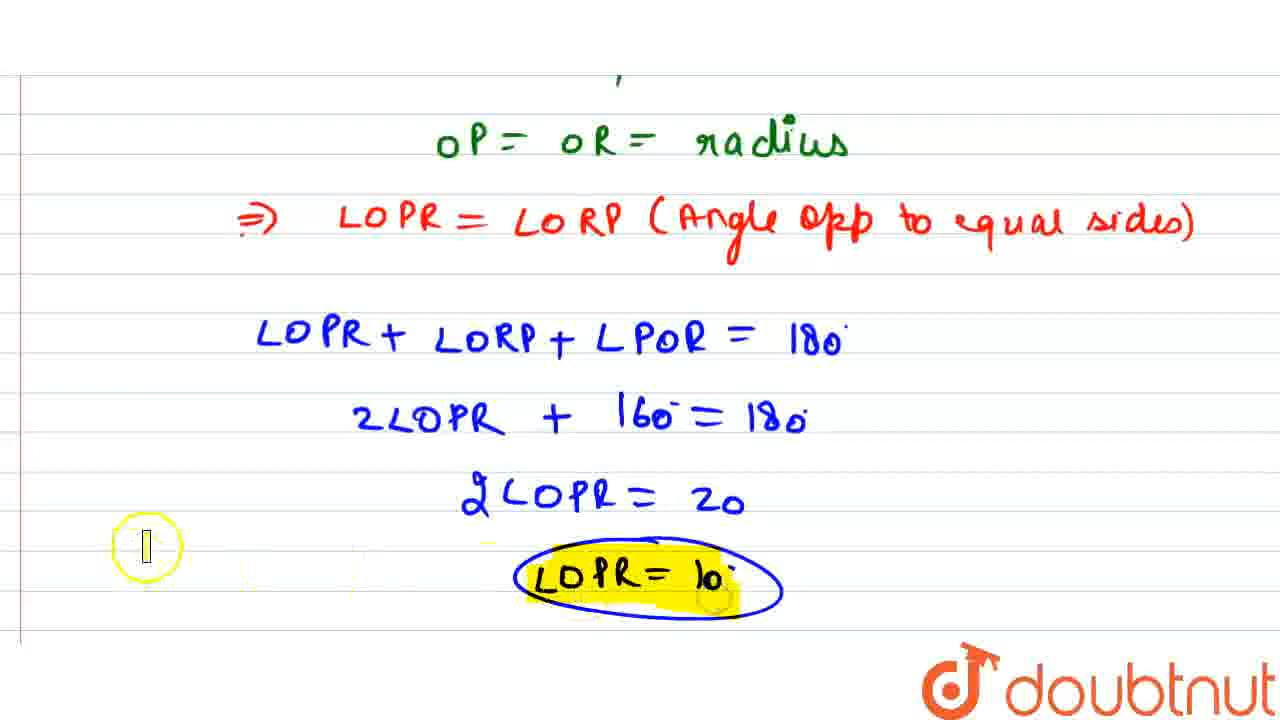 OP = OR = radius
⇒ ∠OPR = ∠ORP (Angle opp to equal sides)
∠OPR + ∠ORP + ∠POR = 180°
2∠OPR + 160° = 180°
2∠OPR = 20
∠OPR = 10°
doubtnut